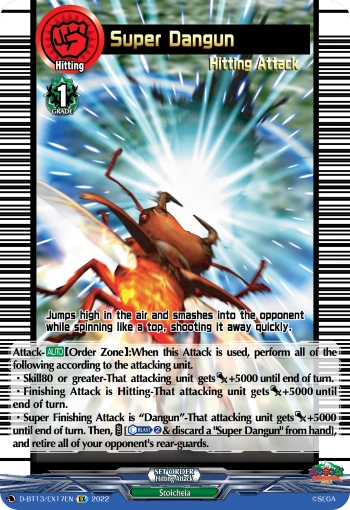 Super Dangun
Hitting Attack
Hitting
1
GRADE
Jumps high in the air and smashes into the opponent
while spinning like a top, shooting it away quickly.
Attack-AUTO【Order Zone】:When this Attack is used, perform all of the
following according to the attacking unit.
・Skill80 or greater-That attacking unit gets +5000 until end of turn.
・Finishing Attack is Hitting-That attacking unit gets +5000 until
end of turn.
・Super Finishing Attack is “Dangun”-That attacking unit gets +5000
until end of turn. Then, [ BLAST 2 & discard a "Super Dangun" from hand],
and retire all of your opponent's rear-guards.
SET ORDER
Hitting Attack
Stoicheia
D-BT13/EX17EN EX 2022
©SEGA